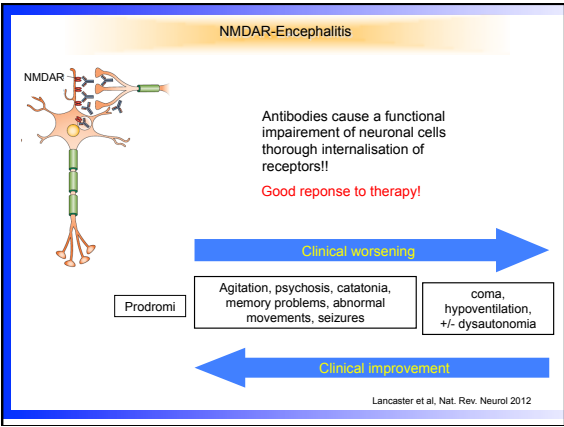 NMDAR-Encephalitis
NMDAR
Antibodies cause a functional
impairment of neuronal cells
thorough internalisation of
receptors!!
Good reponse to therapy!
Clinical worsening
Prodromi
Agitation, psychosis, catatonia,
memory problems, abnormal
movements, seizures
coma,
hypoventilation,
+/- dysautonomia
Clinical improvement
Lancaster et al, Nat. Rev. Neurol 2012